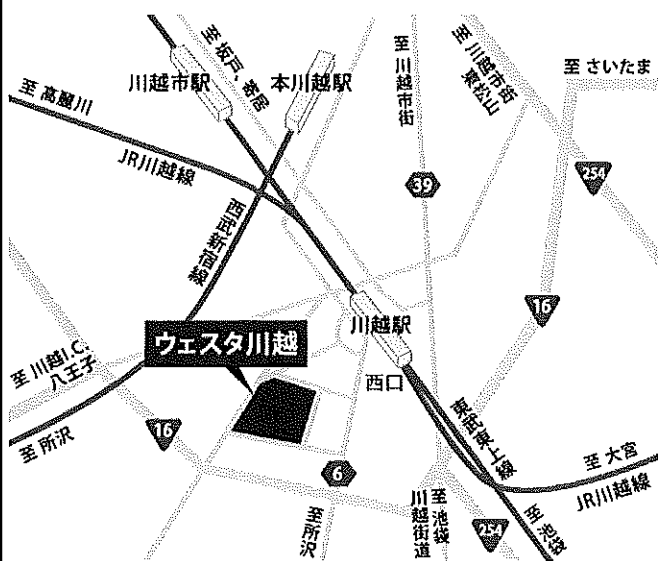 至 坂戸、寄居
川越市駅
本川越駅
至 川越市街
至 川越市街
東松山
至 さいたま
至 高麗川
JR川越線
39
254
西武新宿線
16
川越駅
ウェスタ川越
至 川越I.C.
八王子
西口
至 所沢
16
東武東上線
6
至 大宮
JR川越線
至 所沢
至 池袋
川越街道
254
至 池袋